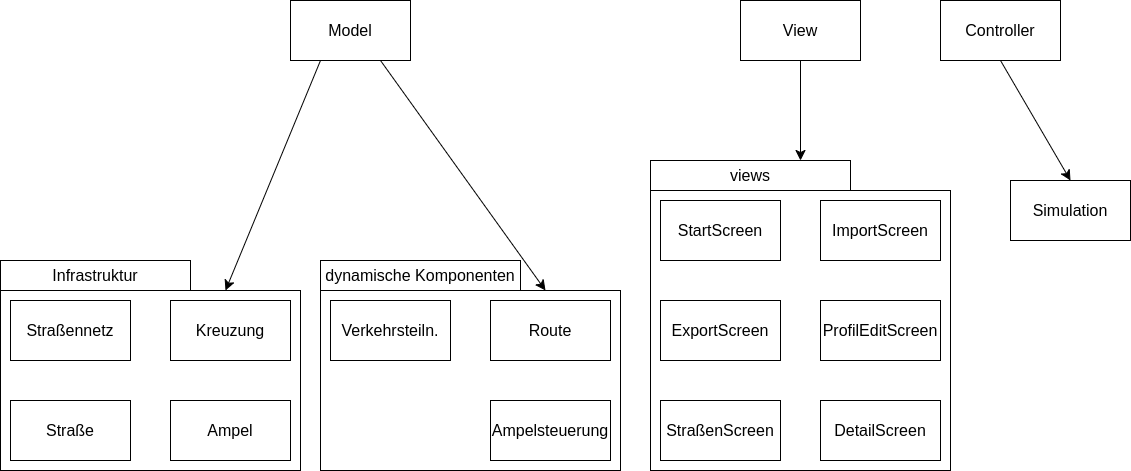 Model
View
Controller
views
Simulation
StartScreen
ImportScreen
Infrastruktur
dynamische Komponenten
Straßennetz
Kreuzung
Verkehrsteiln.
Route
ExportScreen
ProfilEditScreen
Straße
Ampel
Ampelsteuerung
StraßenScreen
DetailScreen